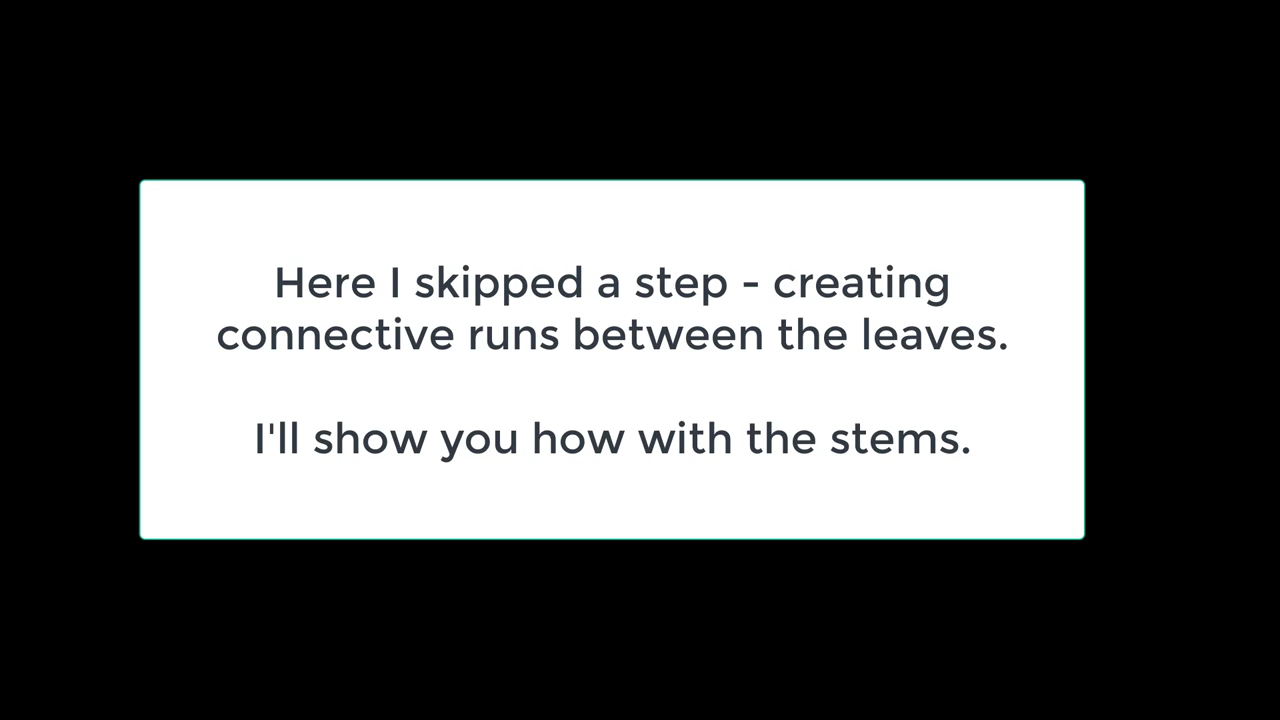 Here I skipped a step - creating
connective runs between the leaves.
I'll show you how with the stems.